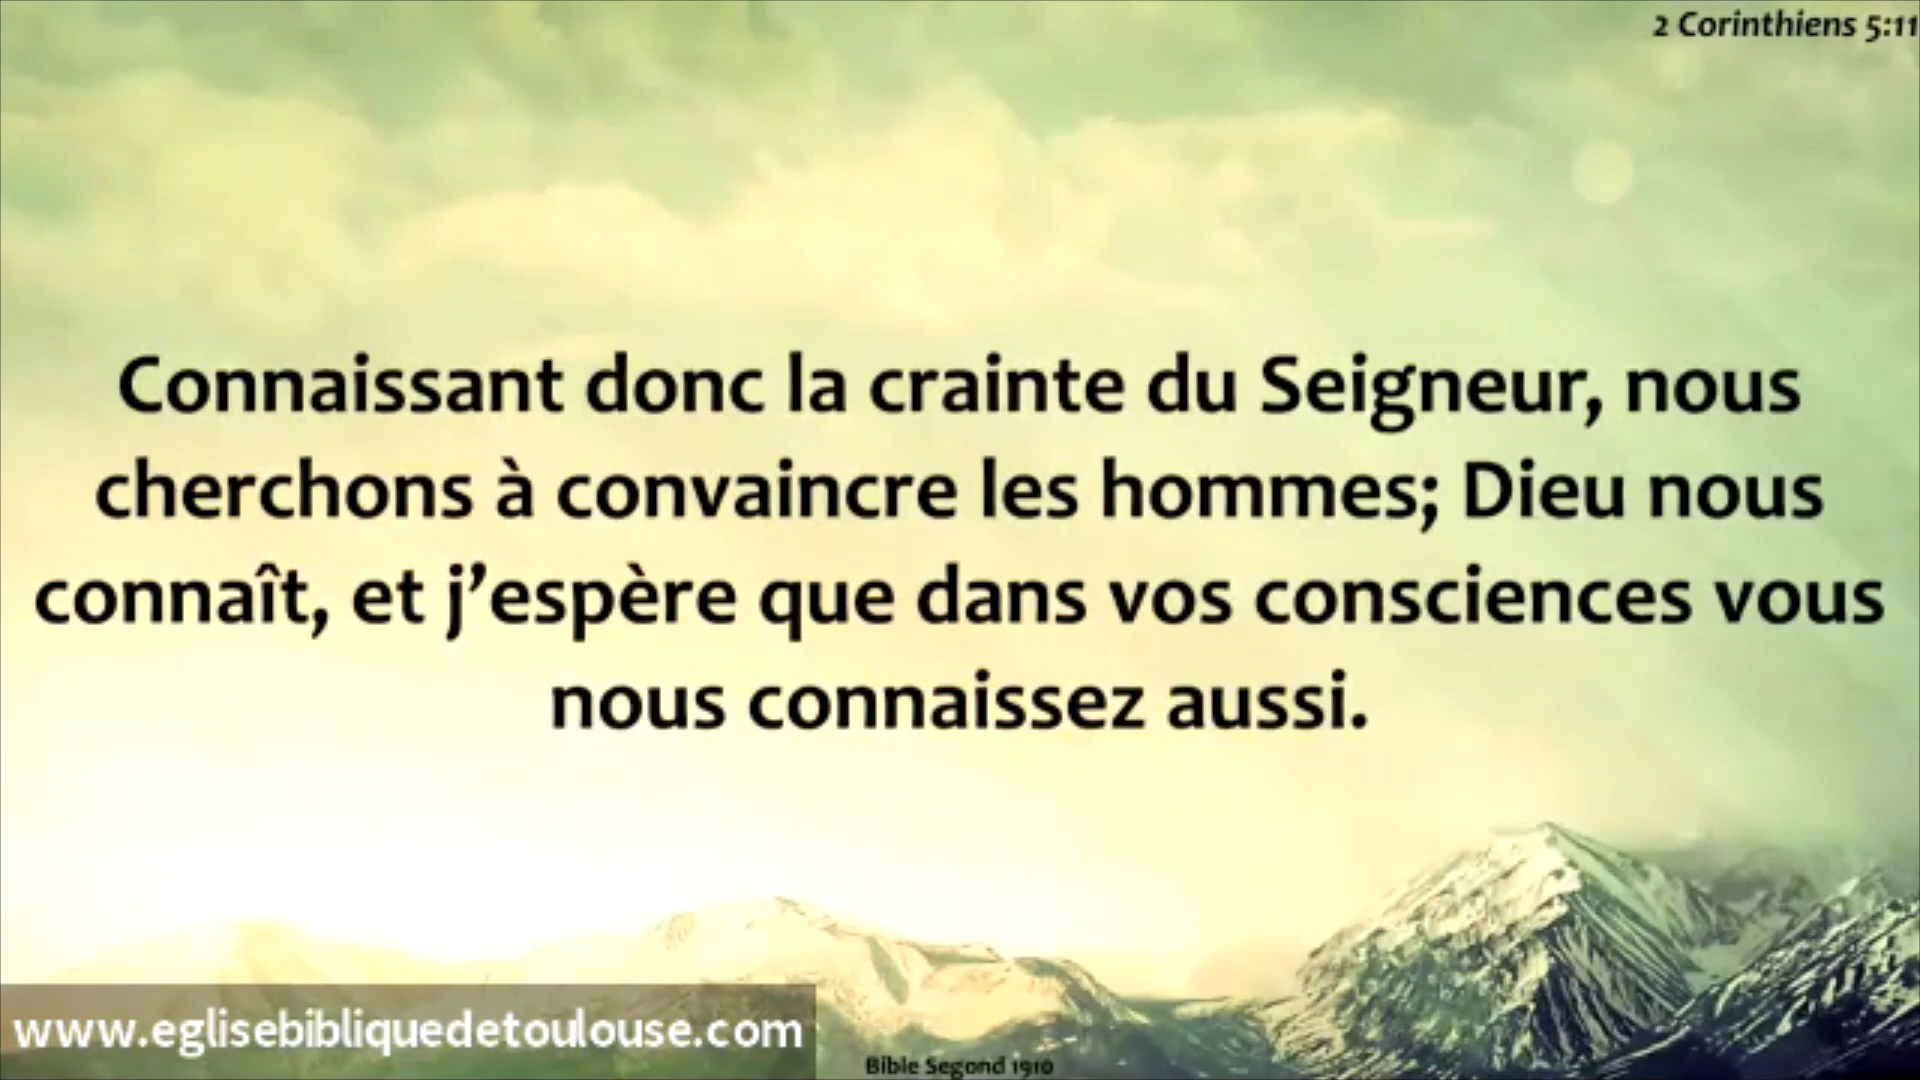 2 Corinthiens 5:11
Connaissant donc la crainte du Seigneur, nous
cherchons à convaincre les hommes; Dieu nous
connaît, et j’espère que dans vos consciences vous
nous connaissez aussi.
www.eglisebibliquedetoulouse.com
Bible Segond 1910